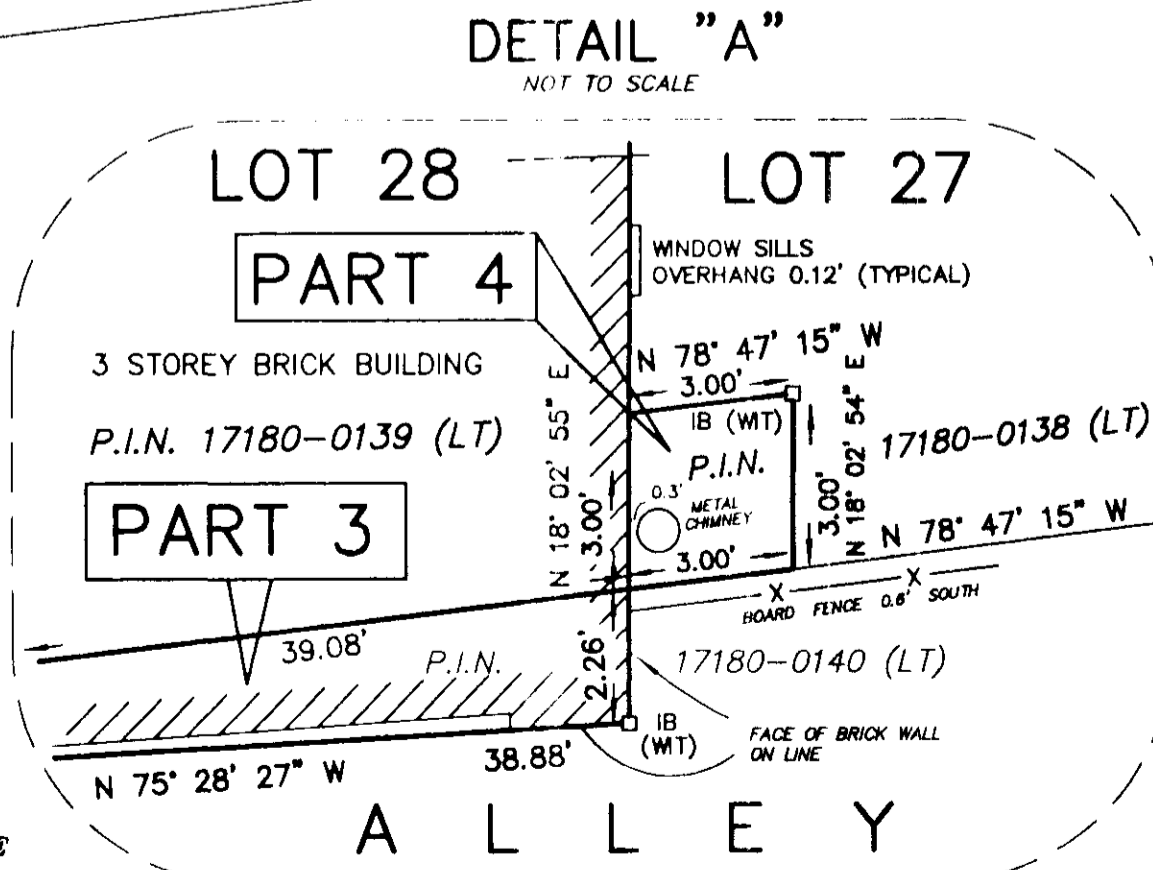 DETAIL "A"
NOT TO SCALE
LOT 28
LOT 27
WINDOW SILLS
OVERHANG 0.12' (TYPICAL)
PART 4
3 STOREY BRICK BUILDING
N 78° 47' 15" W
3.00'
IB (WIT)
N 18° 02' 55" E
3.00'
N 18° 02' 54" E
3.00'
P.I.N. 17180-0139 (LT)
P.I.N.
17180-0138 (LT)
0.3'
METAL
CHIMNEY
PART 3
3.00'
N 78° 47' 15" W
X X
BOARD FENCE 0.6' SOUTH
39.08'
P.I.N.
17180-0140 (LT)
2.26'
IB
(WIT)
FACE OF BRICK WALL
ON LINE
N 75° 28' 27" W
38.88'
ALLEY
E